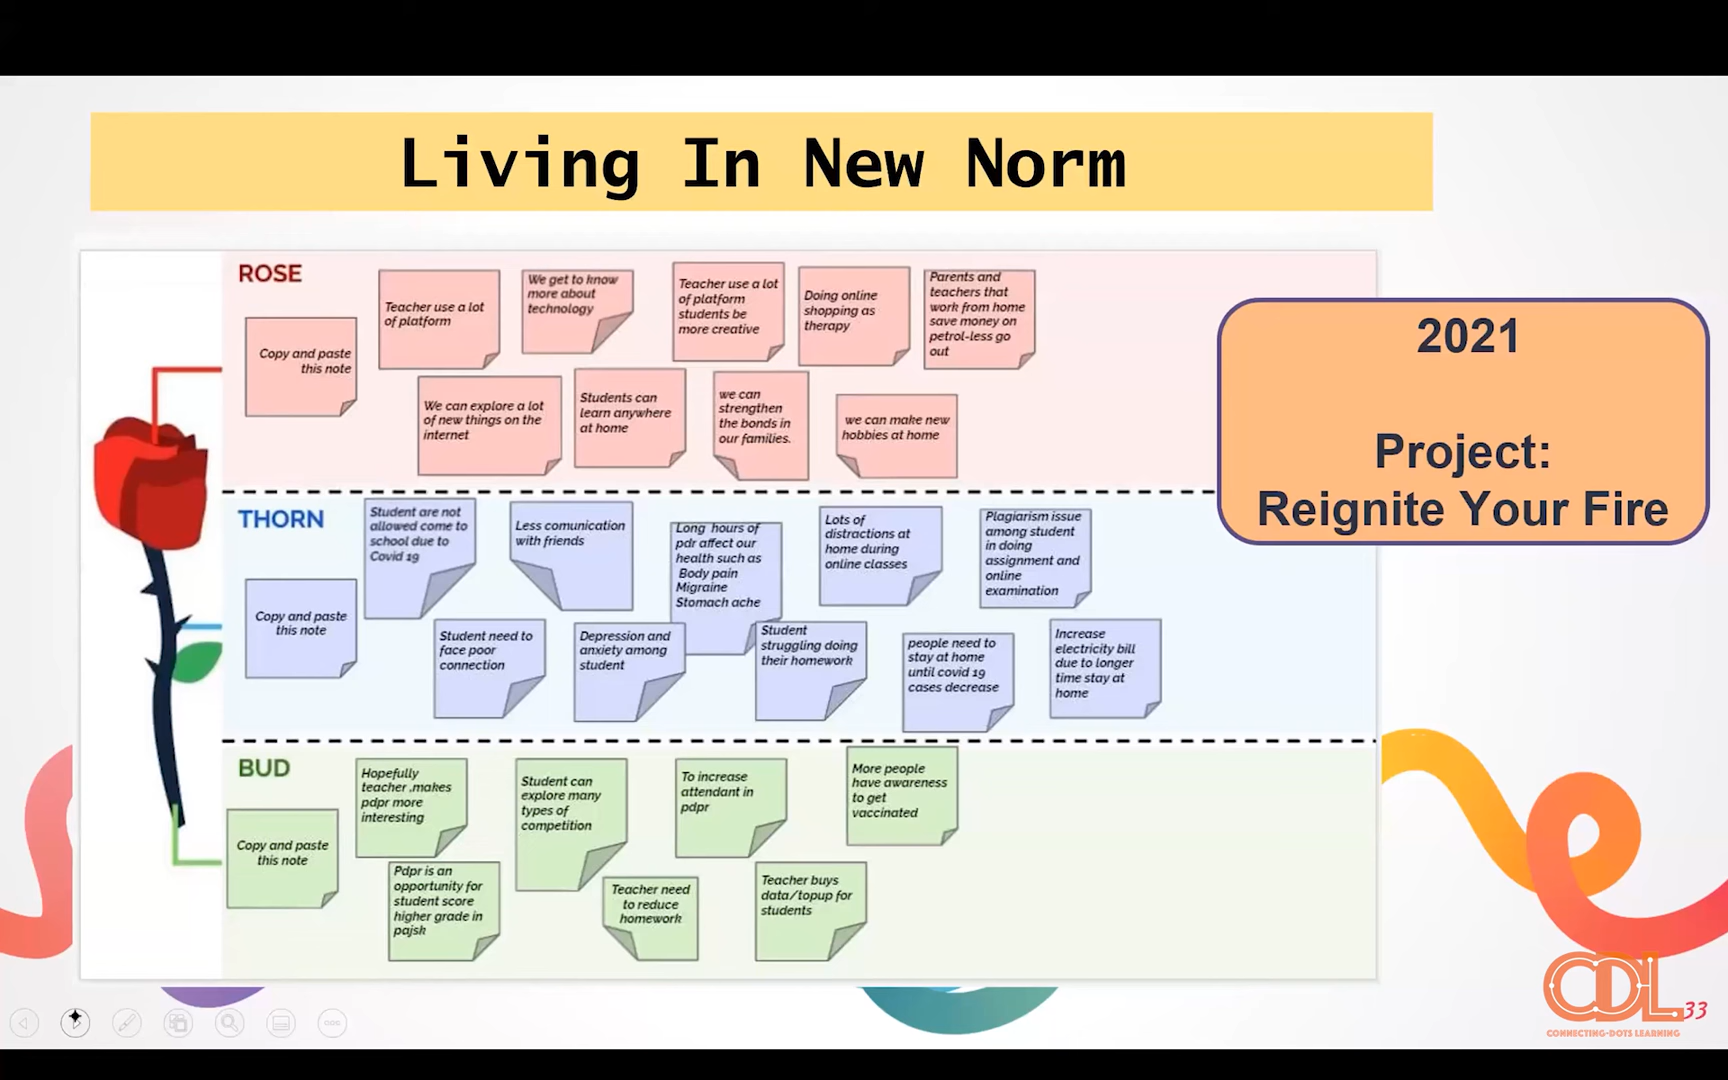 Living In New Norm
ROSE
Copy and paste
this note
Teacher use a lot
of platform
We get to know
more about
technology
Teacher use a lot
of platform
students be
more creative
Doing online
shopping as
therapy
Parents and
teachers that
work from home
save money on
petrol-less go
out
We can explore a lot
of new things on the
internet
Students can
learn anywhere
at home
we can
strengthen
the bonds in
our families.
we can make new
hobbies at home
2021
Project:
Reignite Your Fire
THORN
Copy and paste
this note
Student are not
allowed come to
school due to
Covid 19
Less comunication
with friends
Long hours of
pdr affect our
health such as
Body pain
Migraine
Stomach ache
Lots of
distractions at
home during
online classes
Plagiarism issue
among student
in doing
assignment and
online
examination
Student need to
face poor
connection
Depression and
anxiety among
student
Student
struggling doing
their homework
people need to
stay at home
until covid 19
cases decrease
Increase
electricity bill
due to longer
time stay at
home
BUD
Copy and paste
this note
Hopefully
teacher ,makes
pdpr more
interesting
Student can
explore many
types of
competition
To increase
attendant in
pdpr
More people
have awareness
to get
vaccinated
Pdpr is an
opportunity for
student score
higher grade in
pajsk
Teacher need
to reduce
homework
Teacher buys
data/topup for
students
CDL
CONNECTING-DOTS LEARNING
33